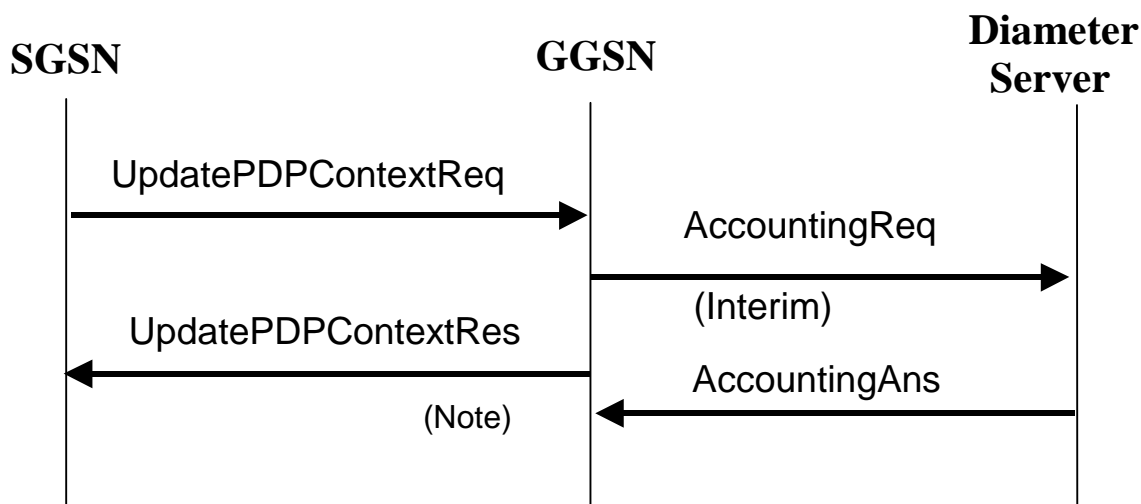 SGSN
GGSN
Diameter
Server
UpdatePDPContextReq
AccountingReq
(Interim)
UpdatePDPContextRes
AccountingAns
(Note)